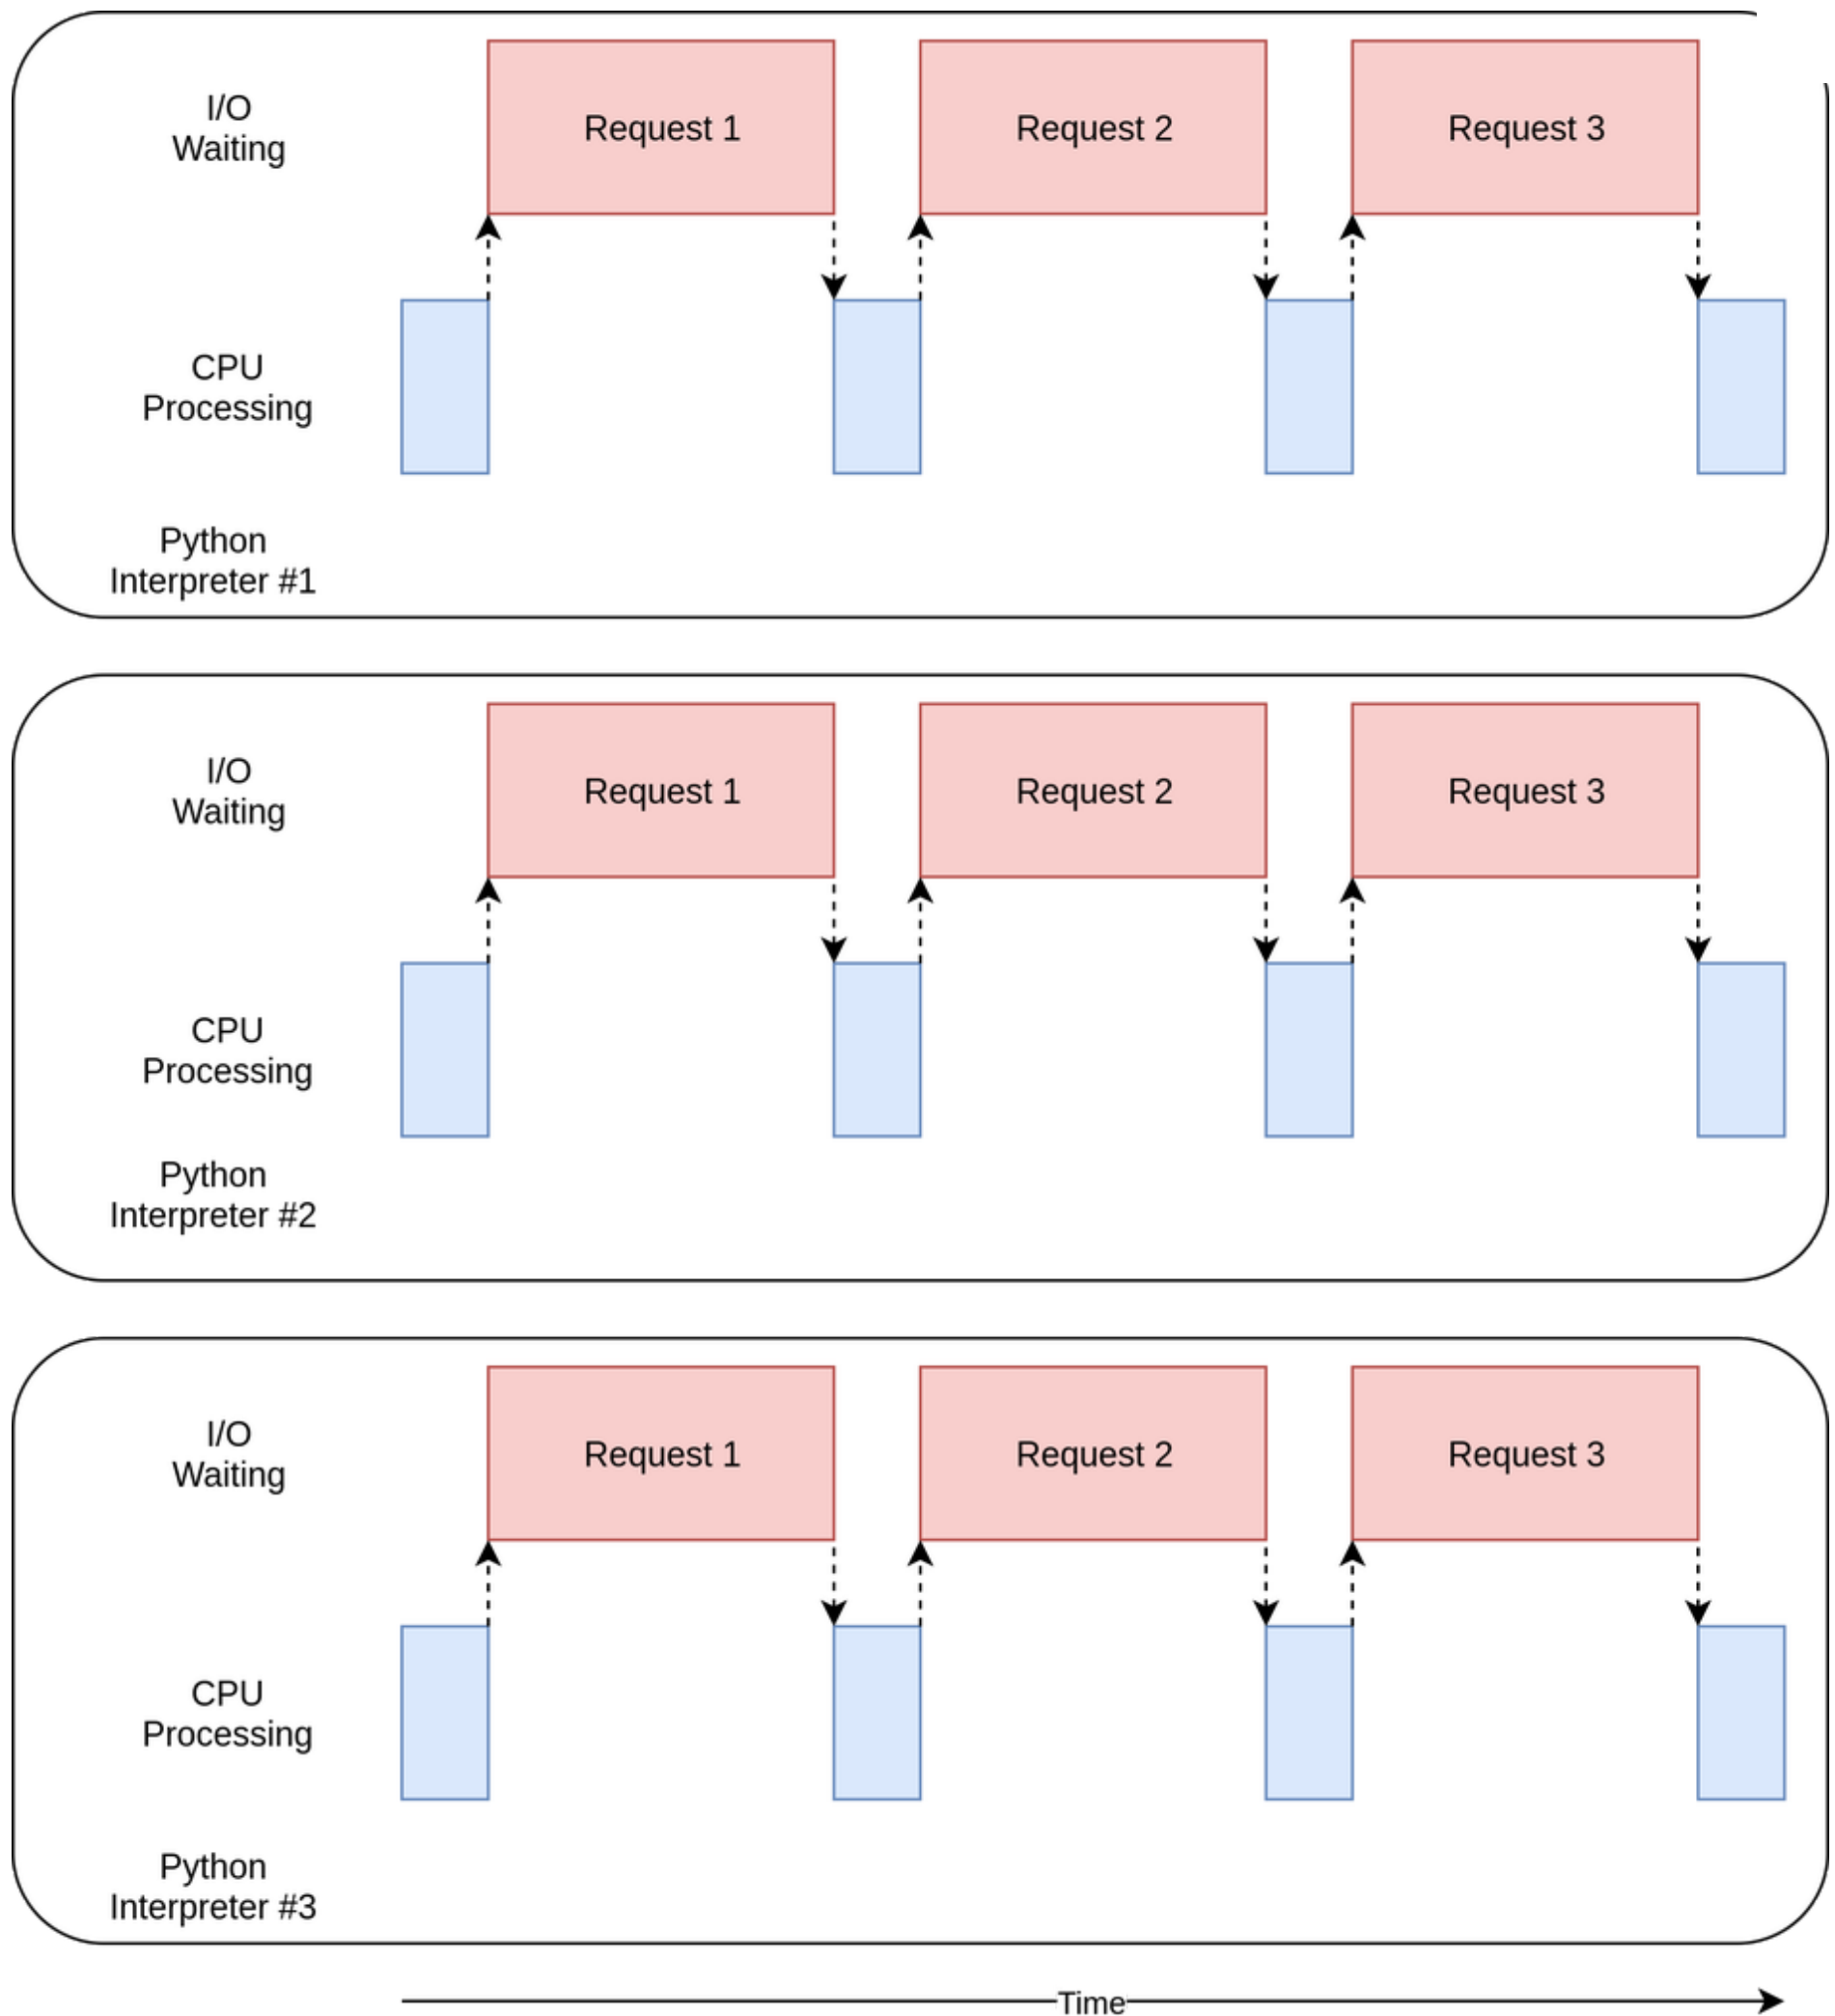 I/O
Waiting
Request 1
Request 2
Request 3
CPU
Processing
Python
Interpreter #1
I/O
Waiting
Request 1
Request 2
Request 3
CPU
Processing
Python
Interpreter #2
I/O
Waiting
Request 1
Request 2
Request 3
CPU
Processing
Python
Interpreter #3
Time